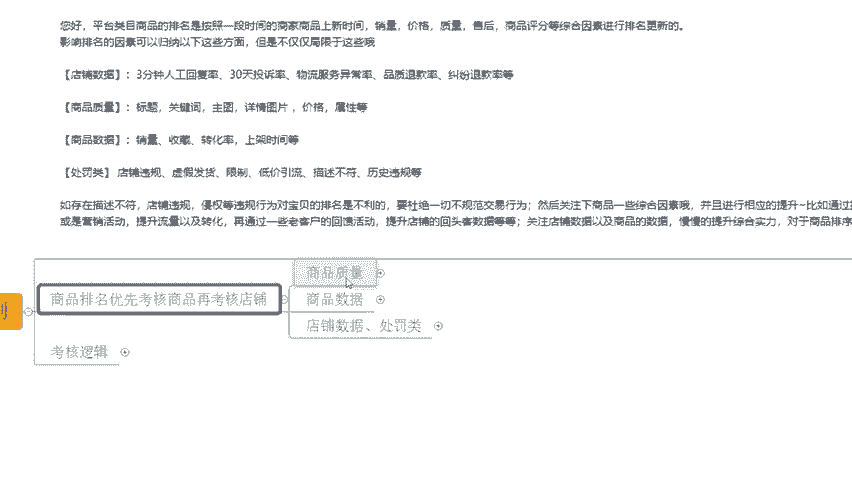 您好，平台类目商品的排名是按照一段时间的商家商品上新时间，销量，价格，质量，售后，商品评分等综合因素进行排名更新的。
影响排名的因素可以归纳以下这些方面，但是不仅仅局限于这些哦
【店铺数据】：3分钟人工回复率、30天投诉率、物流服务异常率、品质退款率、纠纷退款率等
【商品质量】：标题，关键词，主图，详情图片，价格，属性等
【商品数据】：销量、收藏、转化率，上架时间等
【处罚类】 店铺违规、虚假发货、限制、低价引流、描述不符、历史违规等
如存在描述不符，店铺违规，侵权等违规行为对宝贝的排名是不利的，要杜绝一切不规范交易行为；然后关注下商品一些综合因素哦，并且进行相应的提升~比如通过
或是营销活动，提升流量以及转化，再通过一些老客户的回馈活动，提升店铺的回头客数据等等；关注店铺数据以及商品的数据，慢慢的提升综合实力，对于商品排序
商品质量
商品排名优先考核商品再考核店铺
商品数据
店铺数据、处罚类
考核逻辑